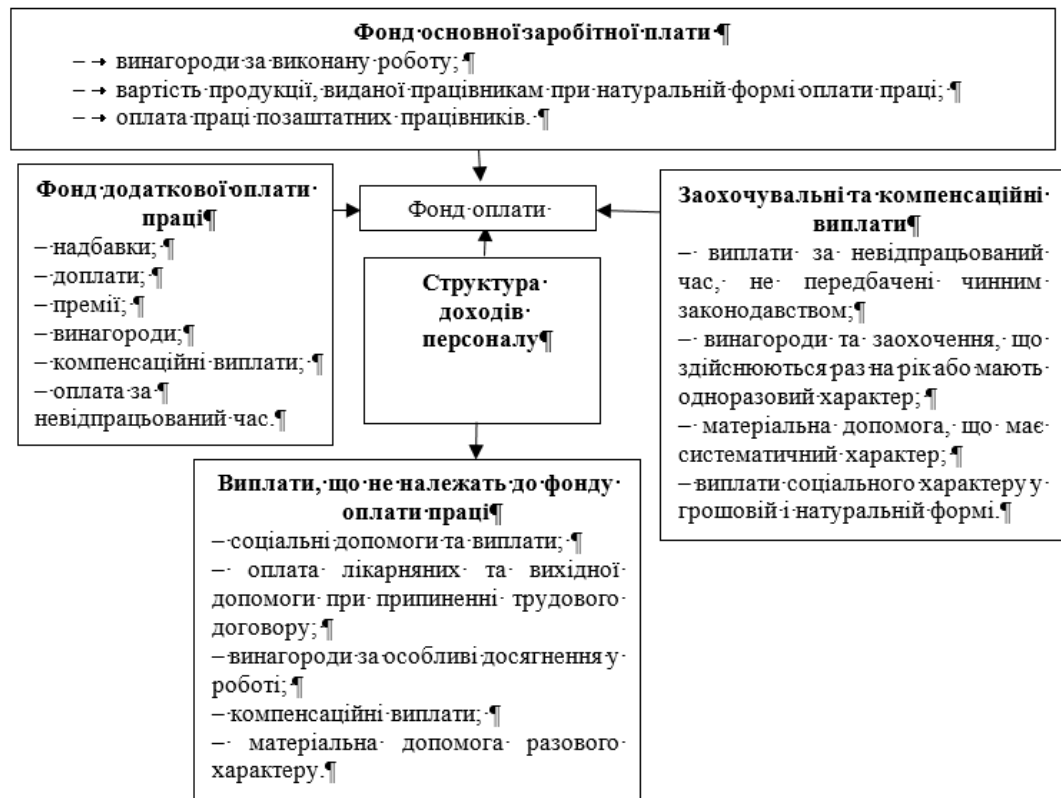 Фонд основної заробітної плати
– → винагороди за виконану роботу;
– → вартість продукції, виданої працівникам при натуральній формі оплати праці;
– → оплата праці позаштатних працівників.
Фонд додаткової оплати
праці
– надбавки;
– доплати;
– премії;
– винагороди;
– компенсаційні виплати;
– оплата за
невідпрацьований час.
Фонд оплати
Структура
доходів
персоналу
Заохочувальні та компенсаційні
виплати
– виплати за невідпрацьований
час, не передбачені чинним
законодавством;
– винагороди та заохочення, що
здійснюються раз на рік або мають
одноразовий характер;
– матеріальна допомога, що має
систематичний характер;
– виплати соціального характеру у
грошовій і натуральній формі.
Виплати, що не належать до фонду
оплати праці
– соціальні допомоги та виплати;
– оплата лікарняних та вихідної
допомоги при припиненні трудового
договору;
– винагороди за особливі досягнення у
роботі;
– компенсаційні виплати;
– матеріальна допомога разового
характеру.